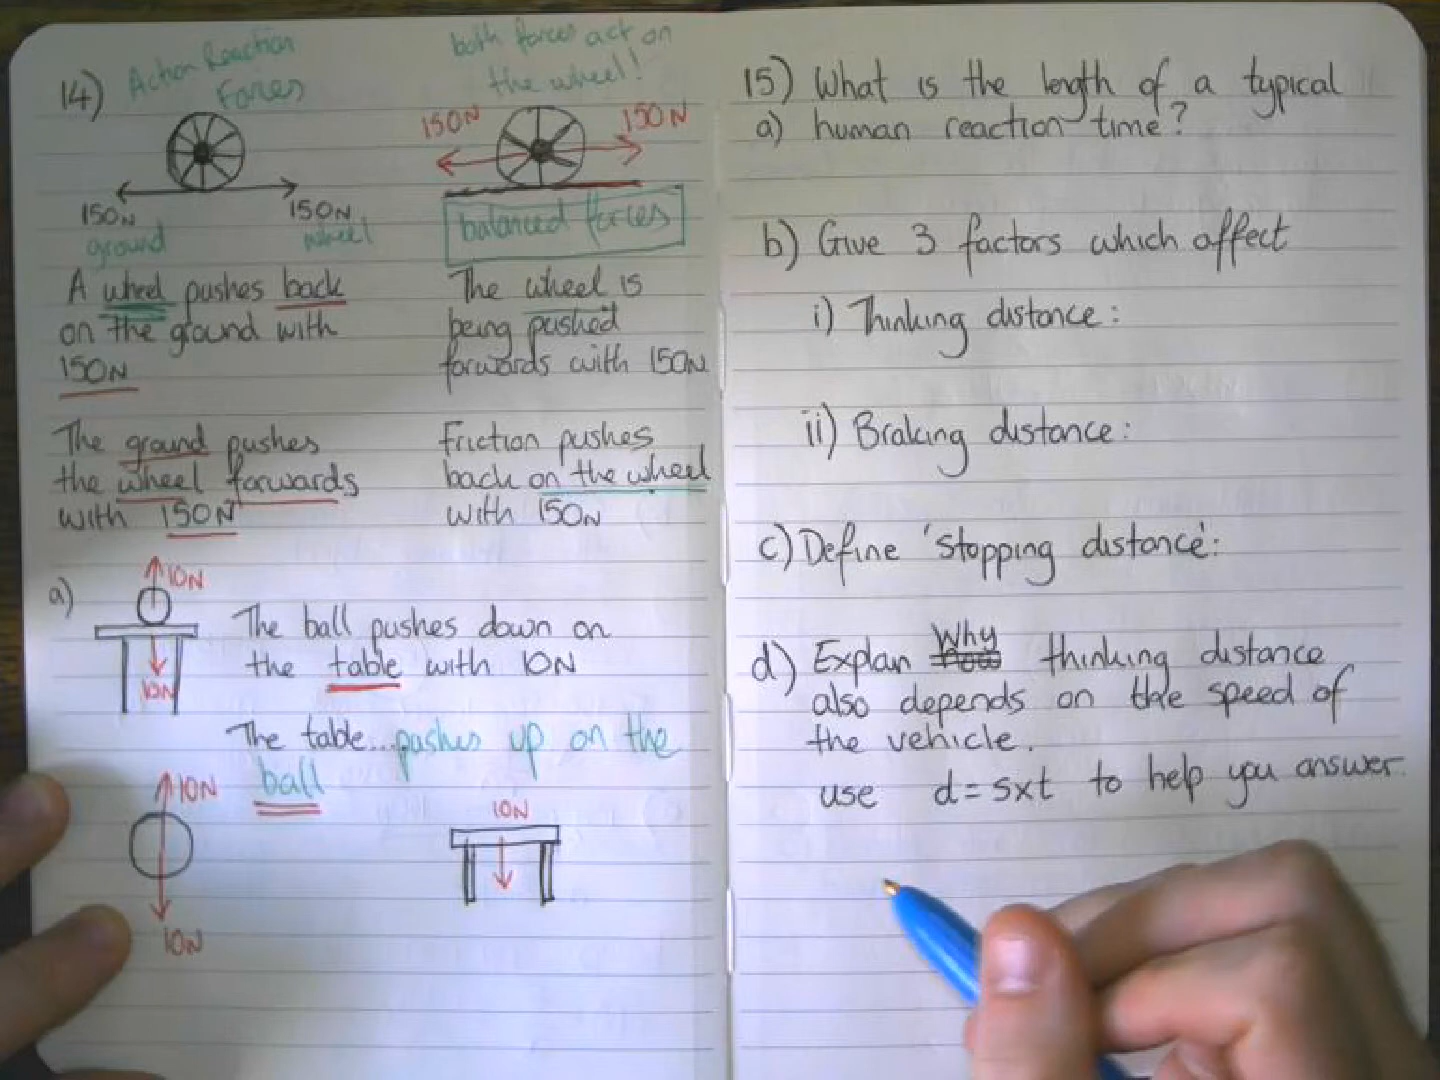 14) Action Reaction
Forces
150N
150N
ground
wheel
both forces act on
the wheel!
150N
150N
balanced forces
A wheel pushes back
on the ground with
150N
The ground pushes
the wheel forwards
with 150N
The wheel is
being pushed
forwards with 150N
Friction pushes
back on the wheel
with 150N
a)
10N
10N
The ball pushes down on
the table with 10N
The table... pushes up on the
ball
10N
10N
10N
15) What is the length of a typical
a) human reaction time?
b) Give 3 factors which affect
i) Thinking distance:
ii) Braking distance:
c) Define 'stopping distance':
d) Explain Why thinking distance
also depends on the speed of
the vehicle.
use d = s x t to help you answer.